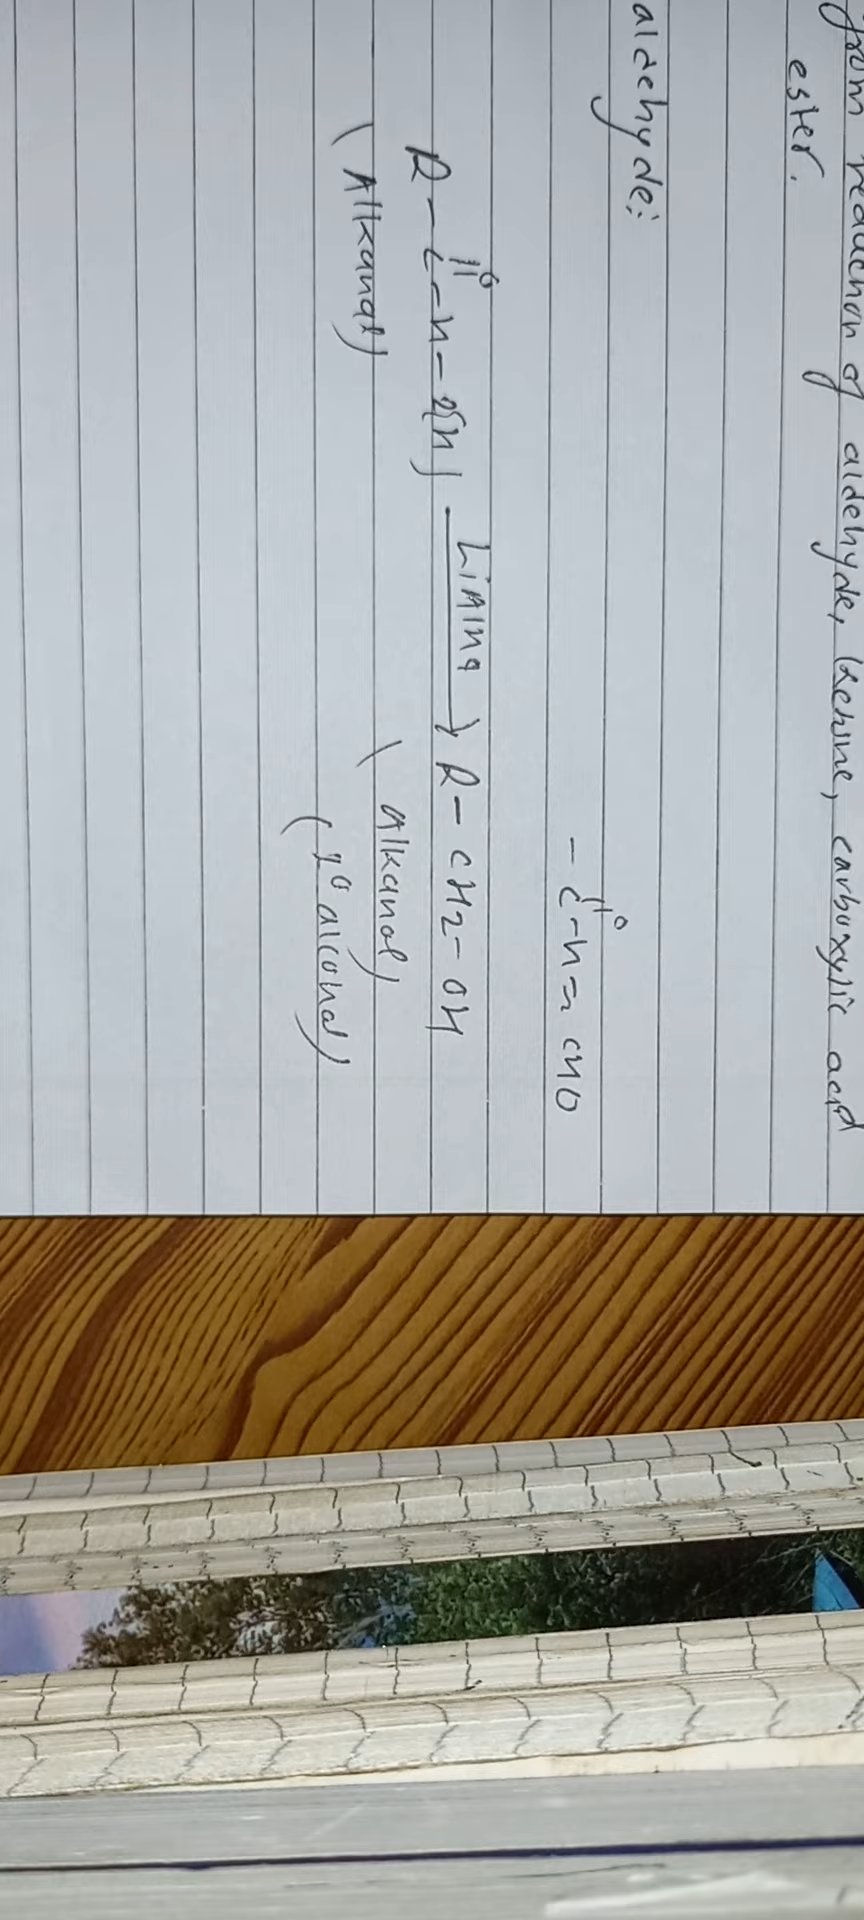 from reduction of aldehyde, ketone, carboxylic acid
ester.
aldehyde:
O
-C-H = CHO
O
R-C-H-2[H] LiAlH4 R-CH2-OH
(Alkanal) (Alkanol)
(1° alcohol)